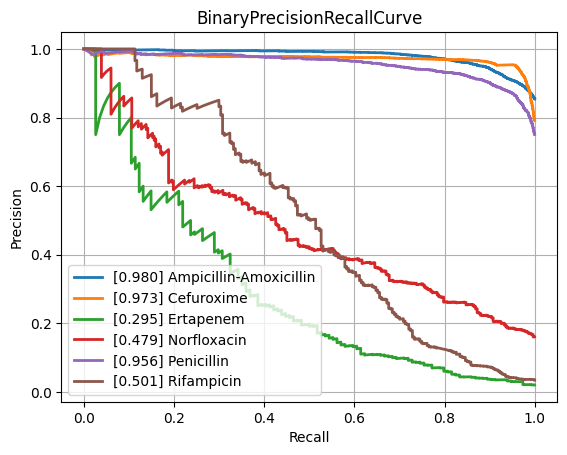 BinaryPrecisionRecallCurve
1.0
0.8
0.6
0.4
0.2
0.0
Precision
[0.980] Ampicillin-Amoxicillin
[0.973] Cefuroxime
[0.295] Ertapenem
[0.479] Norfloxacin
[0.956] Penicillin
[0.501] Rifampicin
0.0 0.2 0.4 0.6 0.8 1.0
Recall